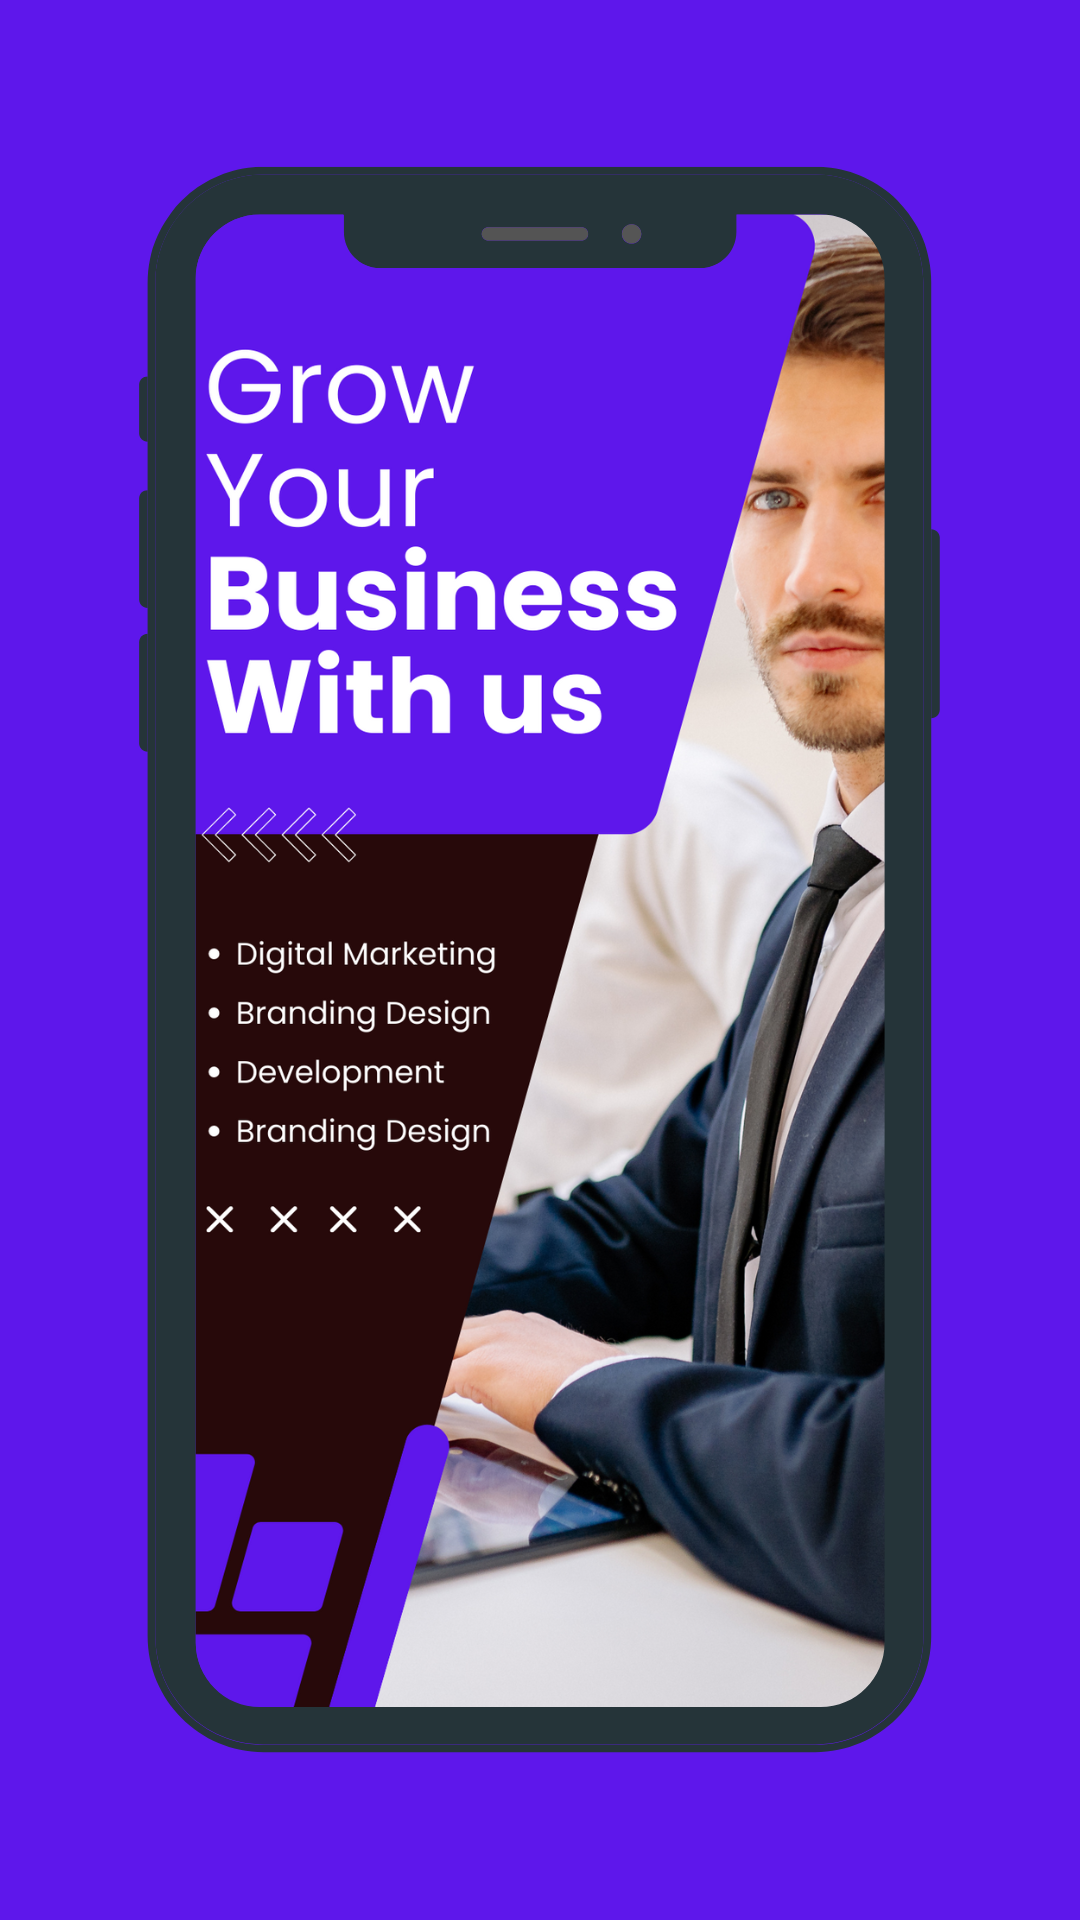 Grow
Your
Business
With us
• Digital Marketing
• Branding Design
• Development
• Branding Design